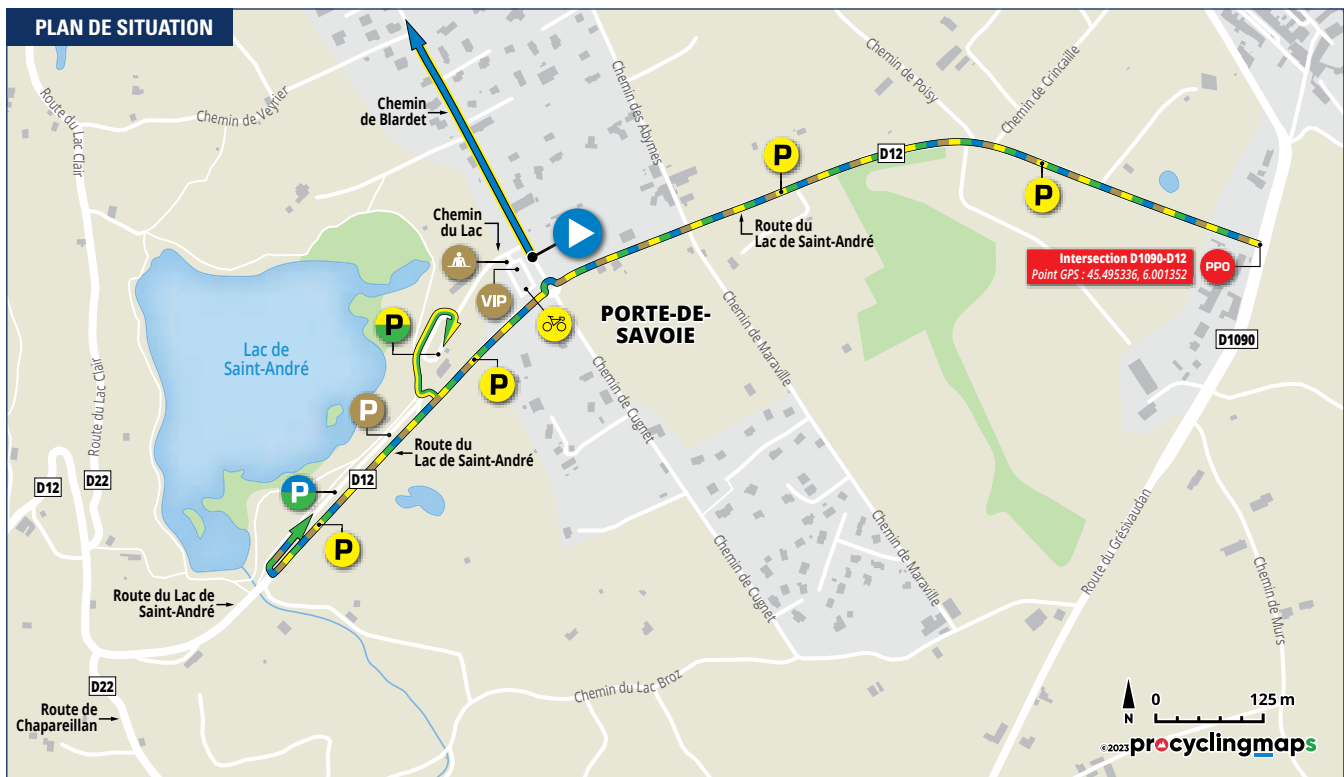 PLAN DE SITUATION
Route du Lac Clair
Chemin de Veyrier
Chemin
de Blardet
Chemin des Abymes
Chemin de Poisy
Chemin de Crincaille
P
D12
P
Chemin
du Lac
Route du
Lac de Saint-André
Intersection D1090-D12
Point GPS : 45.495336, 6.001352
PPO
VIP
PORTE-DE-
SAVOIE
P
D1090
Lac de
Saint-André
P
Route du Lac Clair
P
Chemin de Maraville
Chemin de Cugnet
Route du
Lac de Saint-André
D12
D22
D12
P
P
Route du Grésivaudan
Chemin de Maraville
Chemin de Cugnet
Chemin de Murs
Route du Lac de
Saint-André
D22
Route de
Chapareillan
Chemin du Lac Broz
N
0 125 m
©2023 procyclingmaps